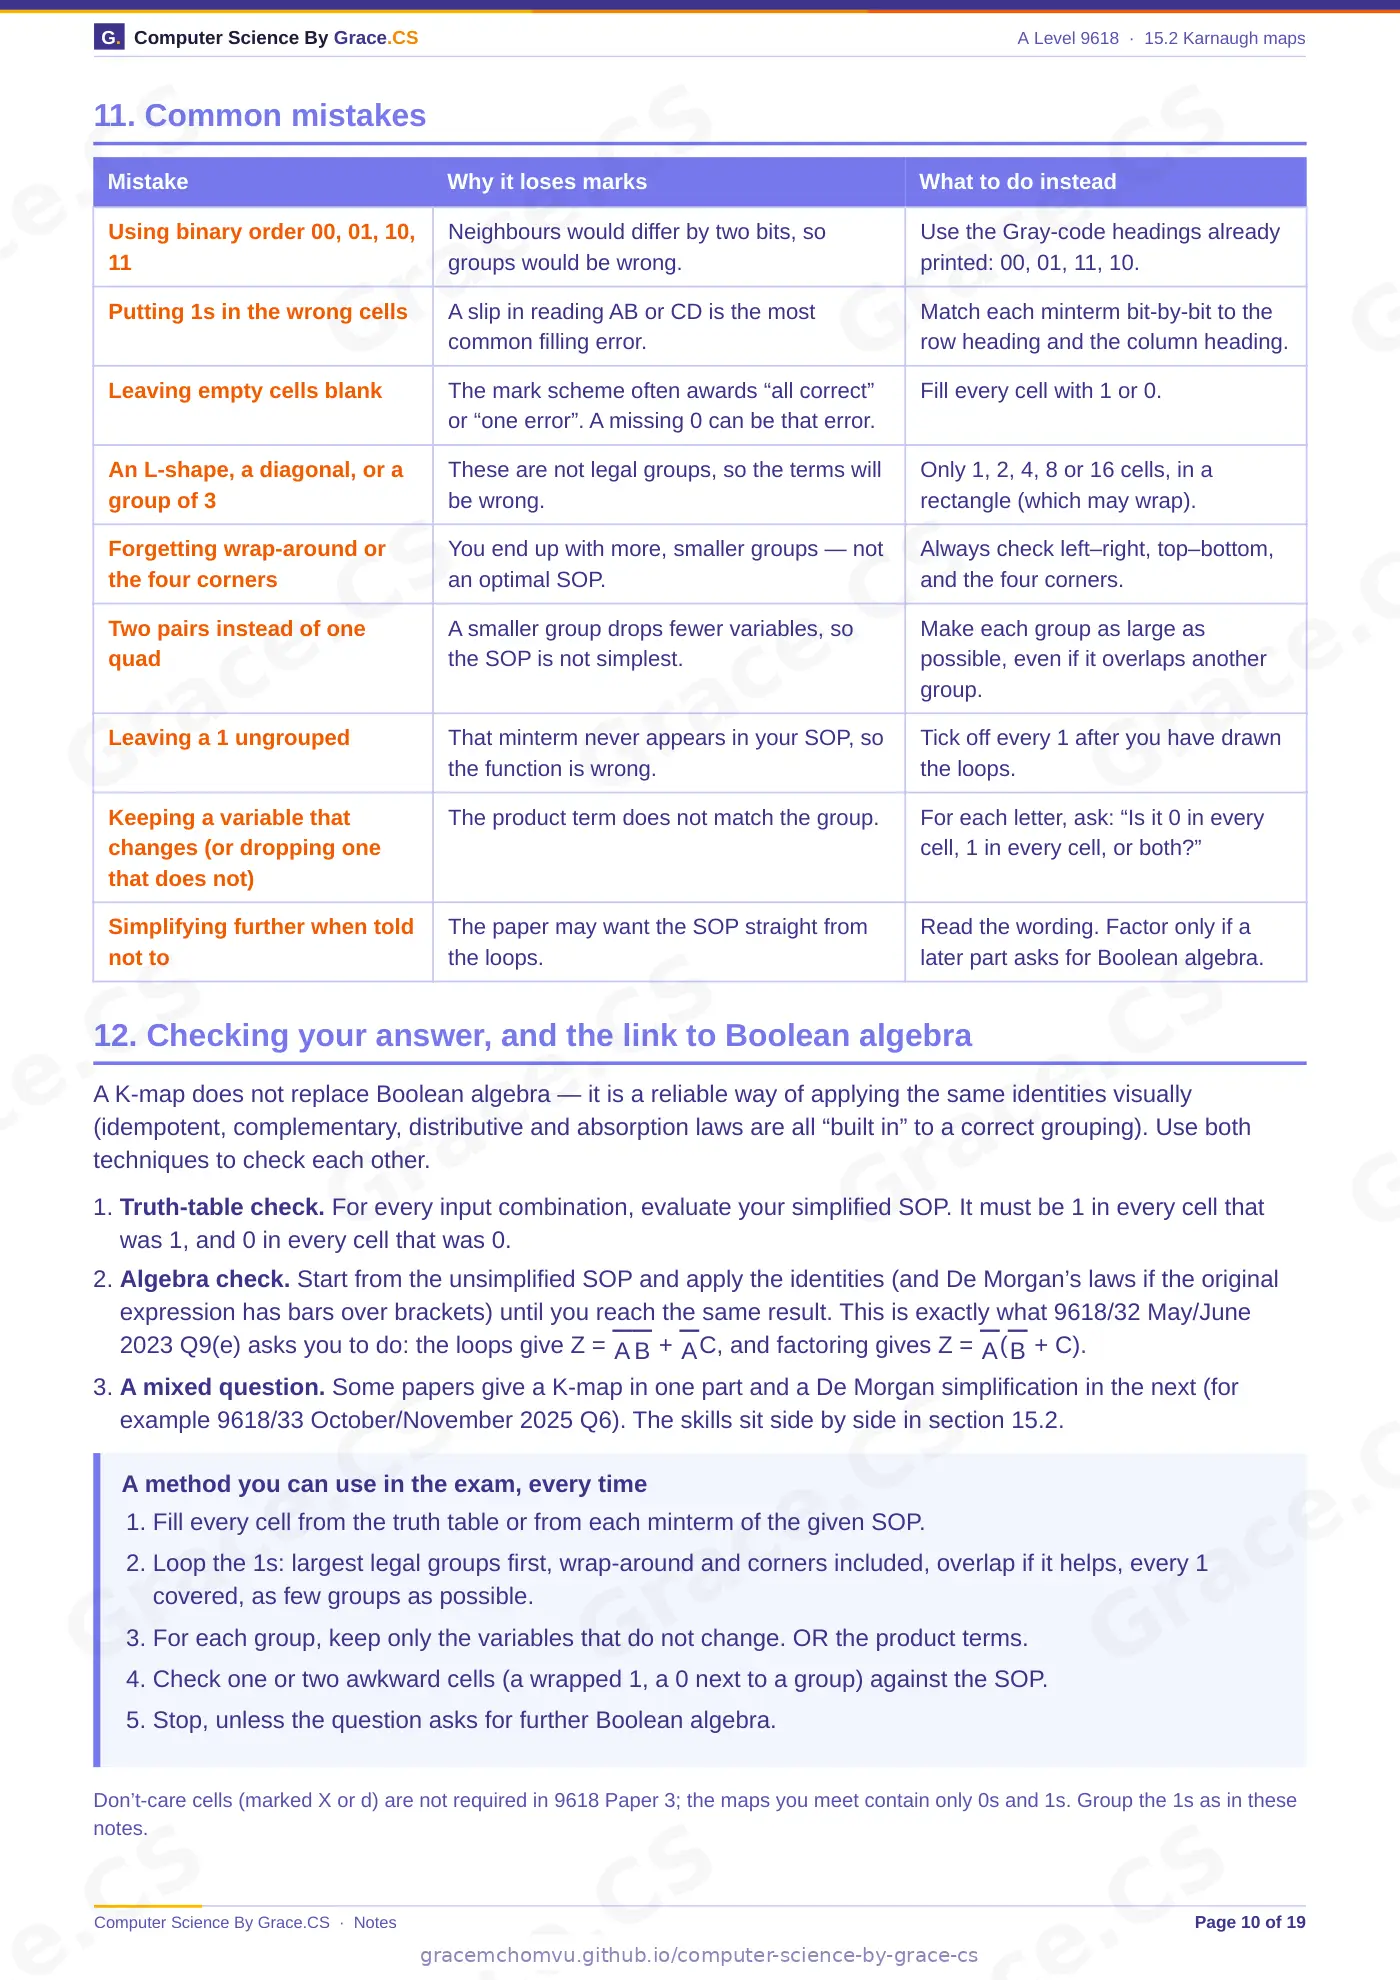 G. Computer Science By Grace.CS
A Level 9618 · 15.2 Karnaugh maps
11. Common mistakes
Mistake
Why it loses marks
What to do instead
Using binary order 00, 01, 10,
11
Neighbours would differ by two bits, so
groups would be wrong.
Use the Gray-code headings already
printed: 00, 01, 11, 10.
Putting 1s in the wrong cells
A slip in reading AB or CD is the most
common filling error.
Match each minterm bit-by-bit to the
row heading and the column heading.
Leaving empty cells blank
The mark scheme often awards “all correct”
or “one error”. A missing 0 can be that error.
Fill every cell with 1 or 0.
An L-shape, a diagonal, or a
group of 3
These are not legal groups, so the terms will
be wrong.
Only 1, 2, 4, 8 or 16 cells, in a
rectangle (which may wrap).
Forgetting wrap-around or
the four corners
You end up with more, smaller groups — not
an optimal SOP.
Always check left–right, top–bottom,
and the four corners.
Two pairs instead of one
quad
A smaller group drops fewer variables, so
the SOP is not simplest.
Make each group as large as
possible, even if it overlaps another
group.
Leaving a 1 ungrouped
That minterm never appears in your SOP, so
the function is wrong.
Tick off every 1 after you have drawn
the loops.
Keeping a variable that
changes (or dropping one
that does not)
The product term does not match the group.
For each letter, ask: “Is it 0 in every
cell, 1 in every cell, or both?”
Simplifying further when told
not to
The paper may want the SOP straight from
the loops.
Read the wording. Factor only if a
later part asks for Boolean algebra.
12. Checking your answer, and the link to Boolean algebra
A K-map does not replace Boolean algebra — it is a reliable way of applying the same identities visually
(idempotent, complementary, distributive and absorption laws are all “built in” to a correct grouping). Use both
techniques to check each other.
1. Truth-table check. For every input combination, evaluate your simplified SOP. It must be 1 in every cell that
was 1, and 0 in every cell that was 0.
2. Algebra check. Start from the unsimplified SOP and apply the identities (and De Morgan’s laws if the original
expression has bars over brackets) until you reach the same result. This is exactly what 9618/32 May/June
2023 Q9(e) asks you to do: the loops give Z = A̅ B̅ + A̅C, and factoring gives Z = A̅(B̅ + C).
3. A mixed question. Some papers give a K-map in one part and a De Morgan simplification in the next (for
example 9618/33 October/November 2025 Q6). The skills sit side by side in section 15.2.
A method you can use in the exam, every time
1. Fill every cell from the truth table or from each minterm of the given SOP.
2. Loop the 1s: largest legal groups first, wrap-around and corners included, overlap if it helps, every 1
covered, as few groups as possible.
3. For each group, keep only the variables that do not change. OR the product terms.
4. Check one or two awkward cells (a wrapped 1, a 0 next to a group) against the SOP.
5. Stop, unless the question asks for further Boolean algebra.
Don’t-care cells (marked X or d) are not required in 9618 Paper 3; the maps you meet contain only 0s and 1s. Group the 1s as in these
notes.
Computer Science By Grace.CS · Notes
Page 10 of 19
gracemchomvu.github.io/computer-science-by-grace-cs